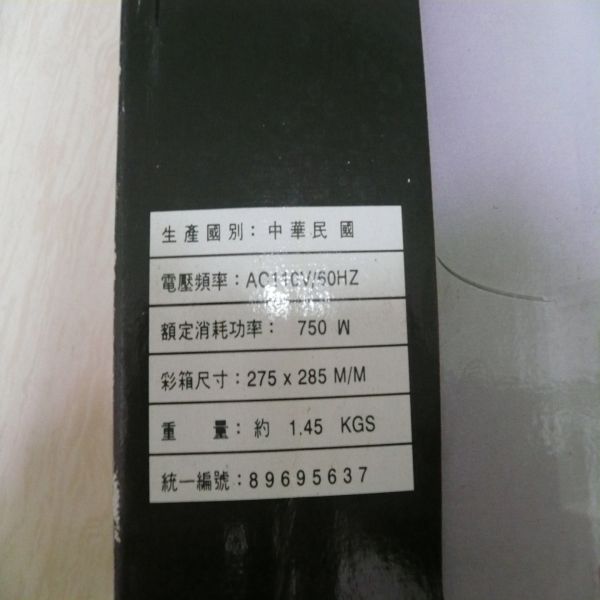 生產國別：中華民國
電壓頻率：AC110V/60HZ
額定消耗功率： 750 W
彩箱尺寸：275 x 285 M/M
重 量：約 1.45 KGS
統一編號：89695637